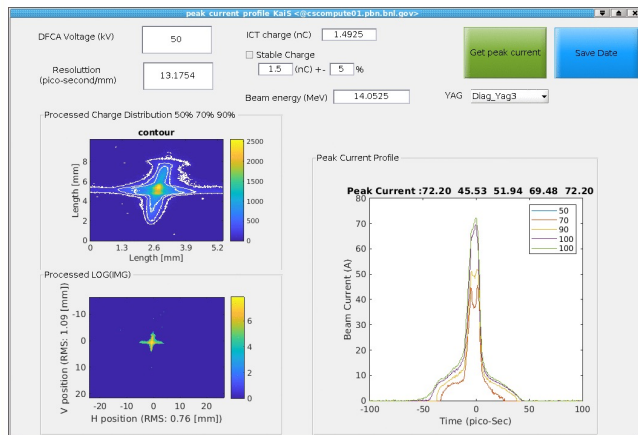 peak current profile KaiS <@cscompute01.pbn.bnl.gov>
DFCA Voltage (kV) 50
ICT charge (nC) 1.4925
Get peak current
Save Date
Stable Charge
Resoluttion
(pico-second/mm)
13.1754
1.5 (nC) +- 5 %
Beam energy (MeV) 14.0525
YAG Diag_Yag3
Processed Charge Distribution 50% 70% 90%
contour
Length [mm]
8
6
4
2
0
0 1.3 2.6 3.9 5.2
Length [mm]
2500
2000
1500
1000
500
0
Processed LOG(IMG)
V position (RMS: 1.09 [mm])
-10
0
10
20
-20 -10 0 10 20
H position (RMS: 0.76 [mm])
6
4
2
0
Peak Current Profile
Peak Current :72.20 45.53 51.94 69.48 72.20
Beam Current (A)
80
70
60
50
40
30
20
10
0
-100 -50 0 50 100
Time (pico-Sec)
50
70
90
100
100